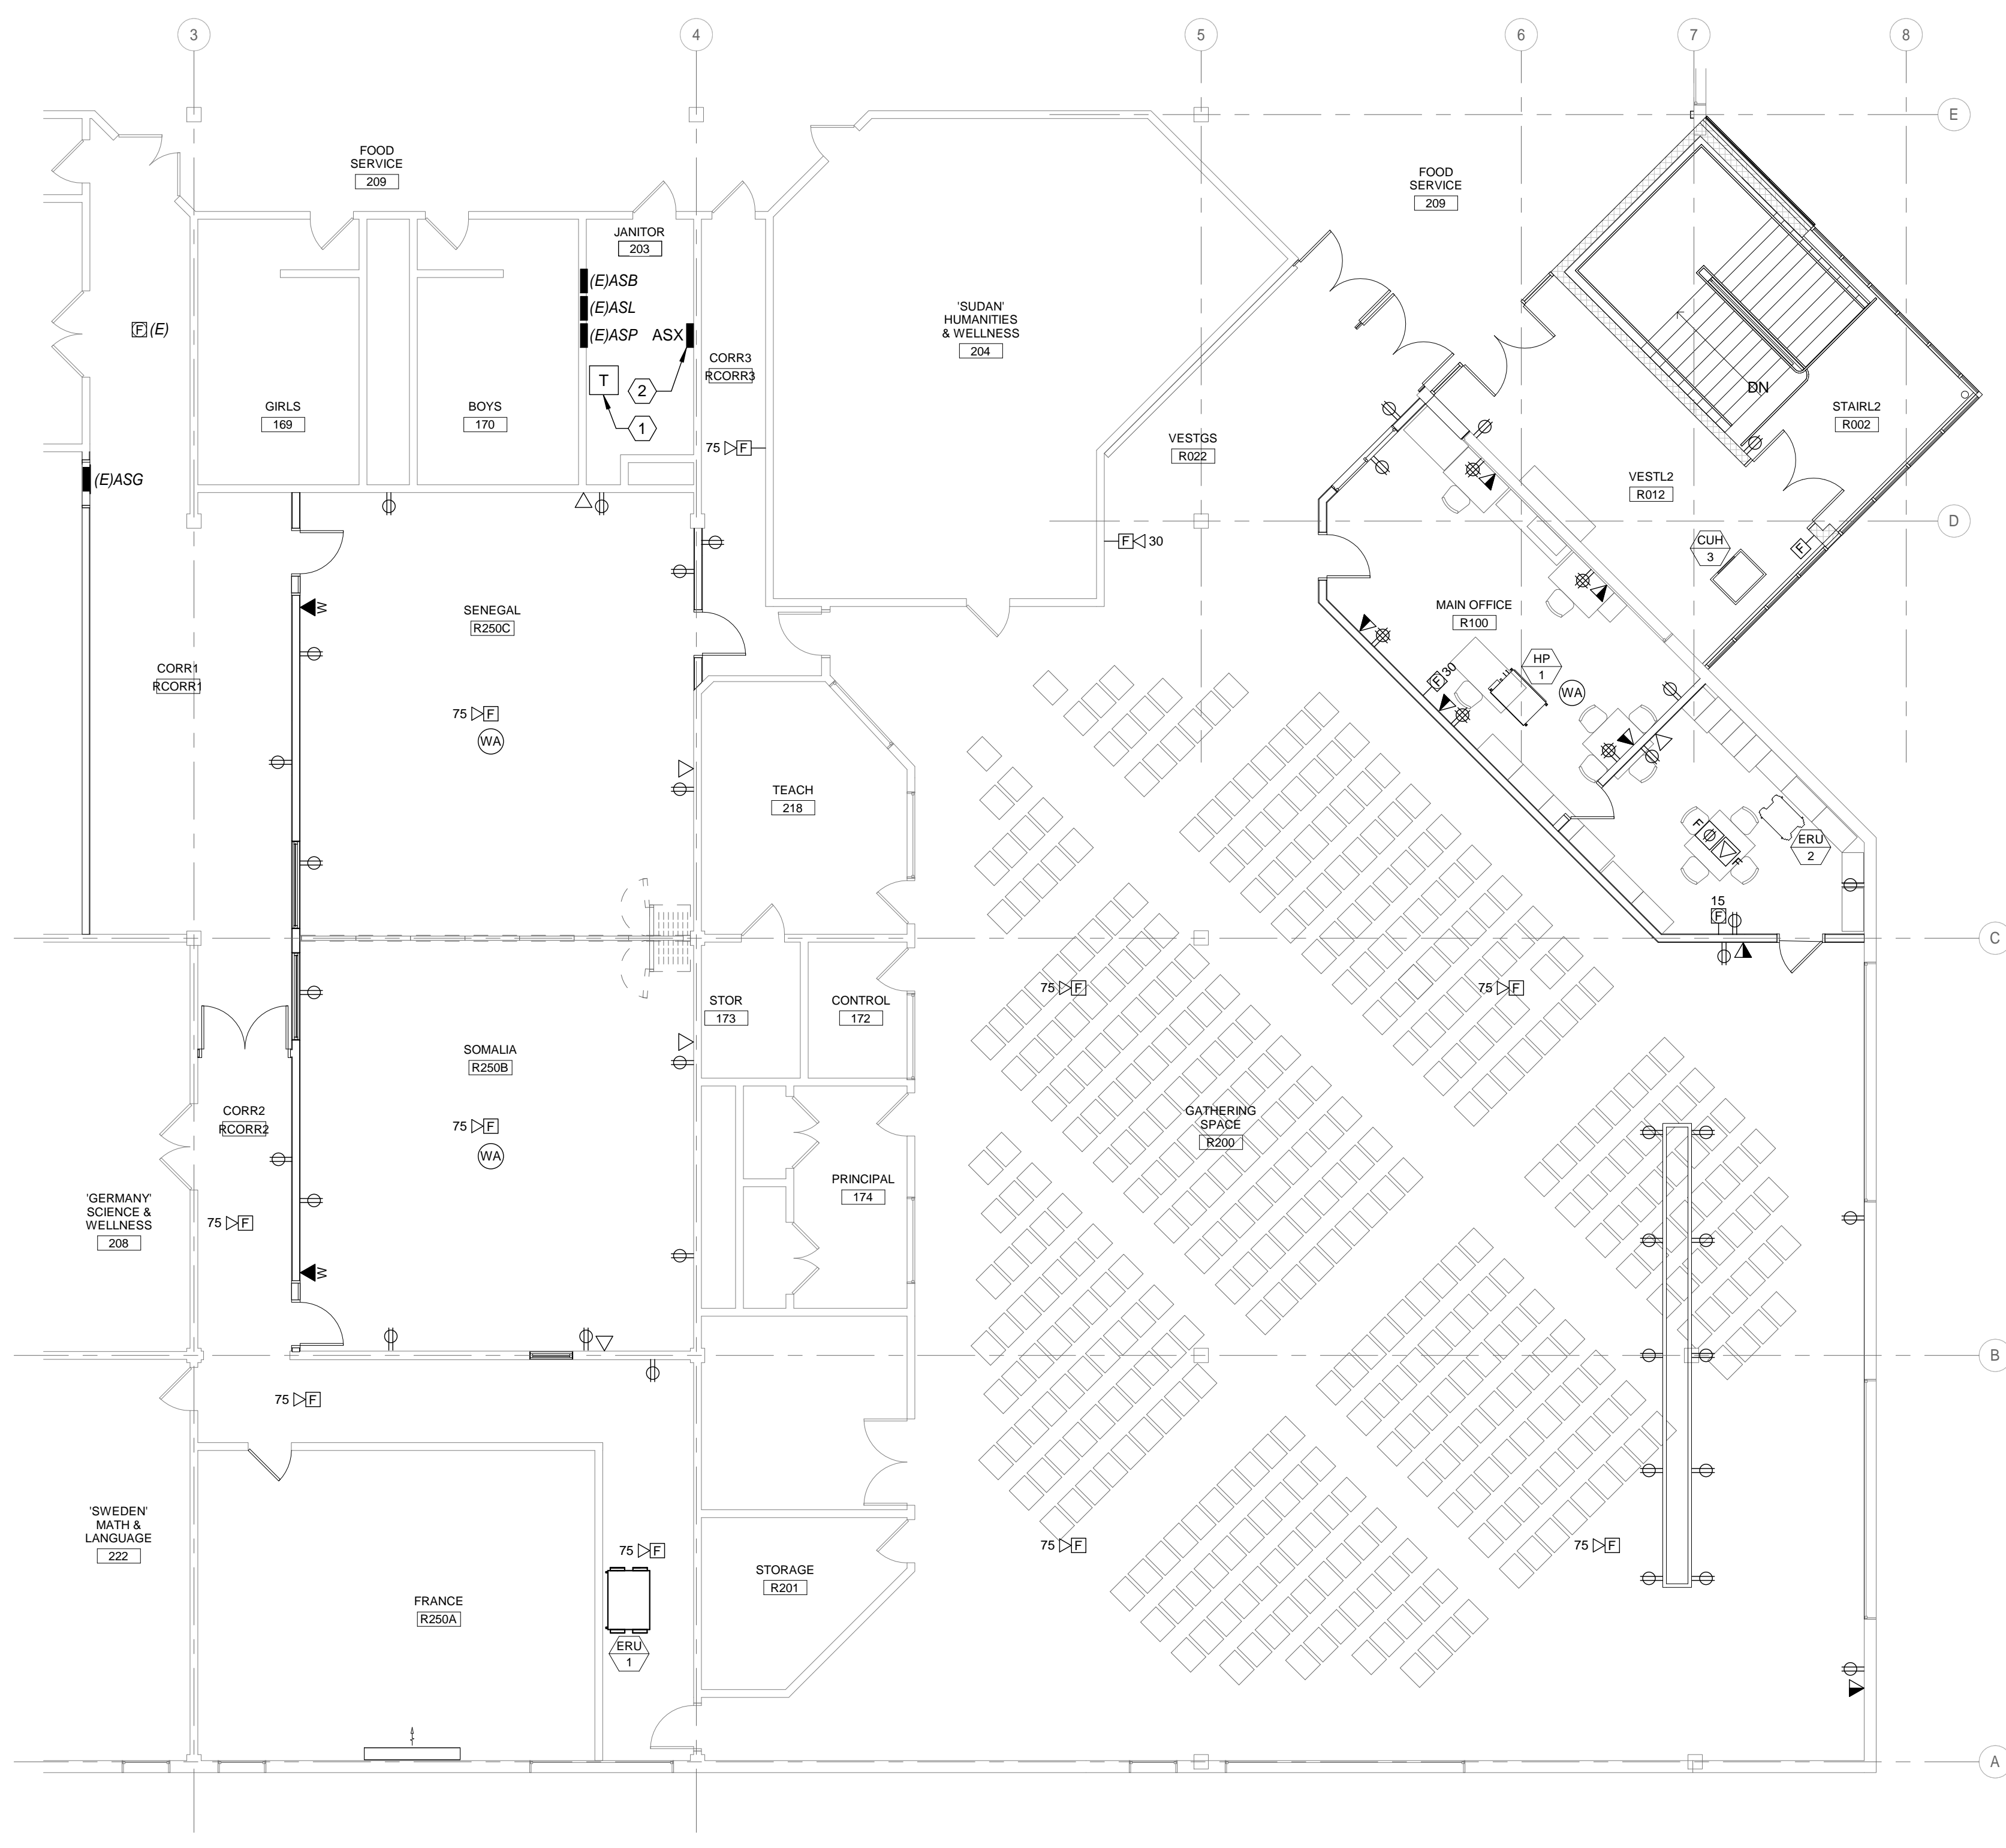 3
4
5
6
7
8
E
FOOD
SERVICE
209
FOOD
SERVICE
209
JANITOR
203
(E)ASB
(E)ASL
(E)ASP
ASX
F
(E)
'SUDAN'
HUMANITIES
& WELLNESS
204
T
2
1
CORR3
RCORR3
GIRLS
169
BOYS
170
75
F
DN
STAIRL2
R002
VESTGS
R022
VESTL2
R012
(E)ASG
D
F
30
CUH
3
F
W
SENEGAL
R250C
MAIN OFFICE
R100
CORR1
RCORR1
HP
1
F
30
WA
75
F
WA
TEACH
218
F
F
ERU
2
15
F
C
STOR
173
CONTROL
172
75
F
75
F
SOMALIA
R250B
CORR2
RCORR2
75
F
WA
GATHERING
SPACE
R200
'GERMANY'
SCIENCE &
WELLNESS
208
75
F
PRINCIPAL
174
W
B
75
F
'SWEDEN'
MATH &
LANGUAGE
222
75
F
75
F
75
F
STORAGE
R201
FRANCE
R250A
ERU
1
A